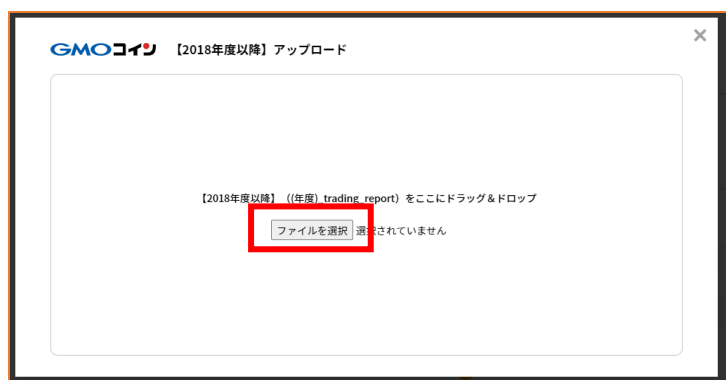 GMOコイン 【2018年度以降】アップロード
【2018年度以降】（(年度)_trading_report）をここにドラッグ＆ドロップ
ファイルを選択 選択されていません